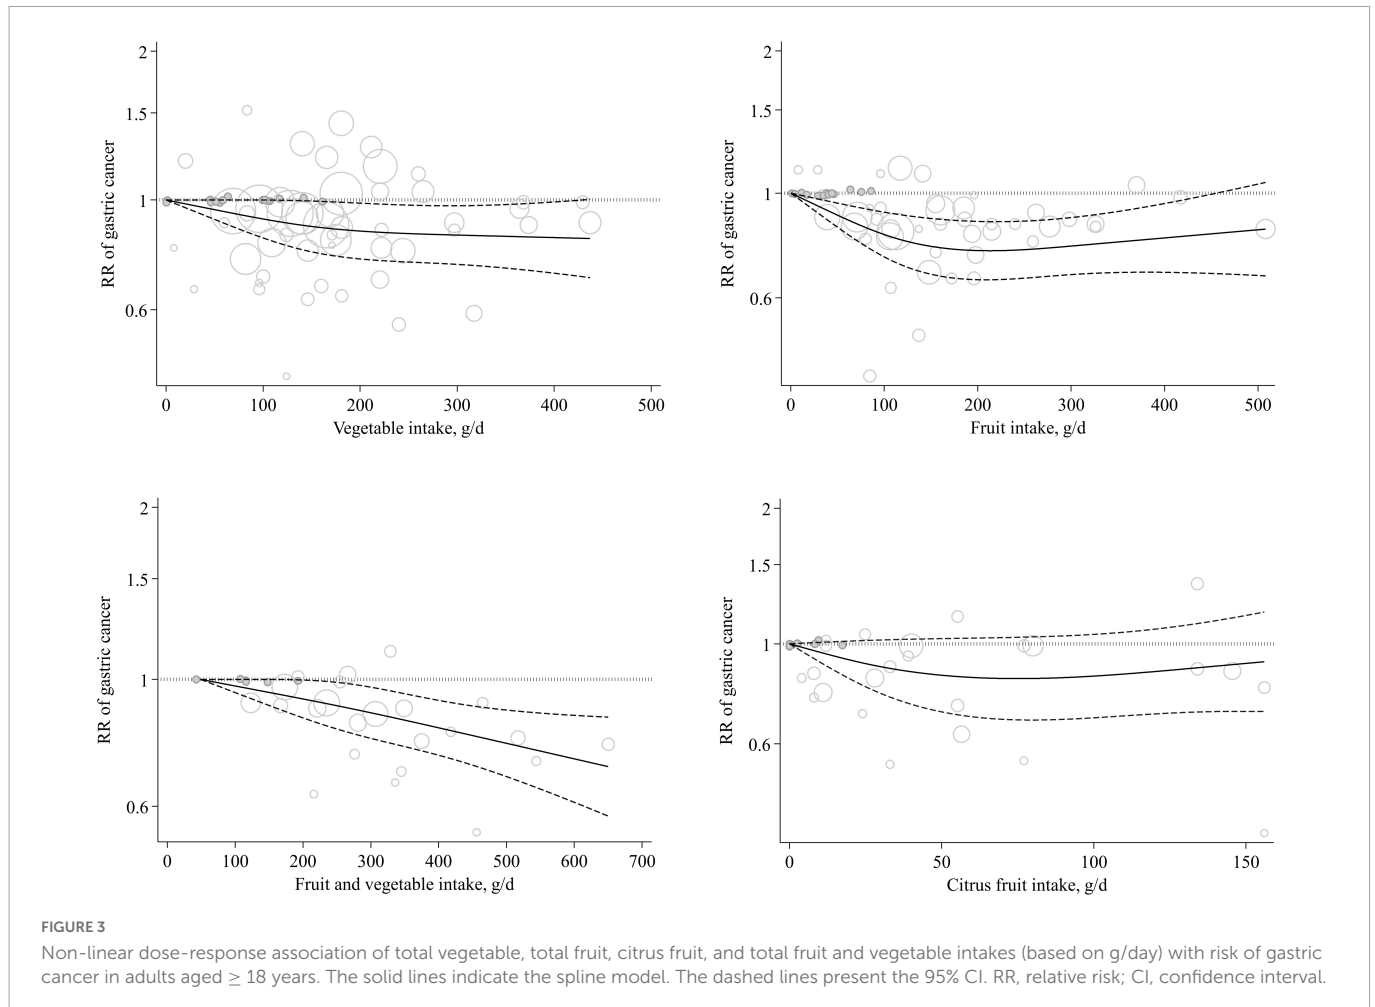 2
1.5
1
0.6
RR of gastric cancer
0 100 200 300 400 500
Vegetable intake, g/d
2
1.5
1
0.6
RR of gastric cancer
0 100 200 300 400 500
Fruit intake, g/d
2
1.5
1
0.6
RR of gastric cancer
0 100 200 300 400 500 600 700
Fruit and vegetable intake, g/d
2
1.5
1
0.6
RR of gastric cancer
0 50 100 150
Citrus fruit intake, g/d
FIGURE 3
Non-linear dose-response association of total vegetable, total fruit, citrus fruit, and total fruit and vegetable intakes (based on g/day) with risk of gastric
cancer in adults aged ≥ 18 years. The solid lines indicate the spline model. The dashed lines present the 95% CI. RR, relative risk; CI, confidence interval.